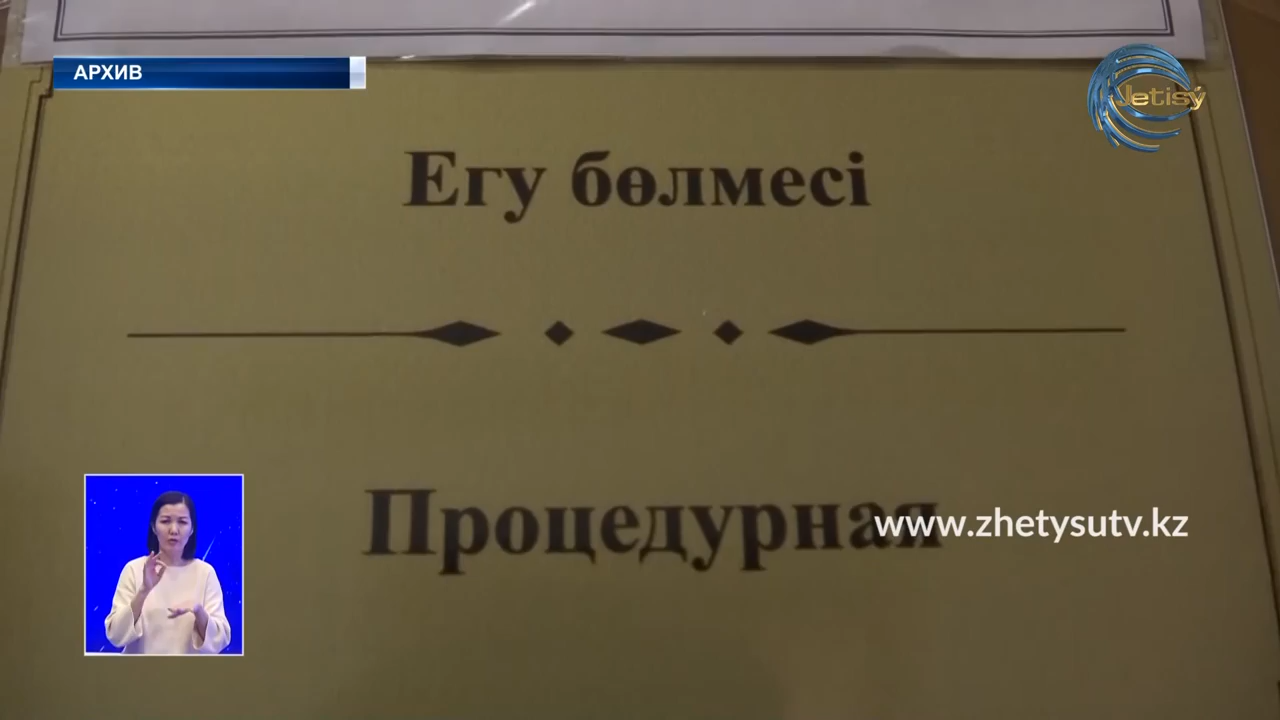 АРХИВ
Jetisý
Егу бөлмесі
Процедурная
www.zhetysutv.kz